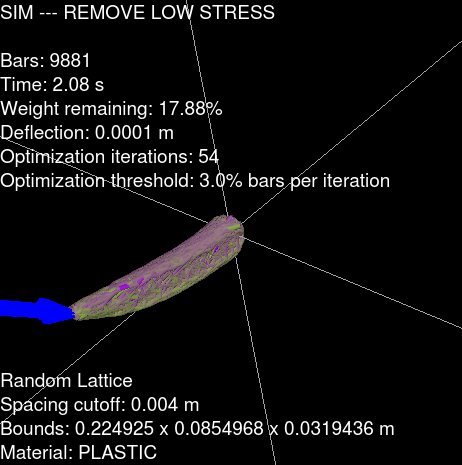 SIM --- REMOVE LOW STRESS
Bars: 9881
Time: 2.08 s
Weight remaining: 17.88%
Deflection: 0.0001 m
Optimization iterations: 54
Optimization threshold: 3.0% bars per iteration
Random Lattice
Spacing cutoff: 0.004 m
Bounds: 0.224925 x 0.0854968 x 0.0319436 m
Material: PLASTIC